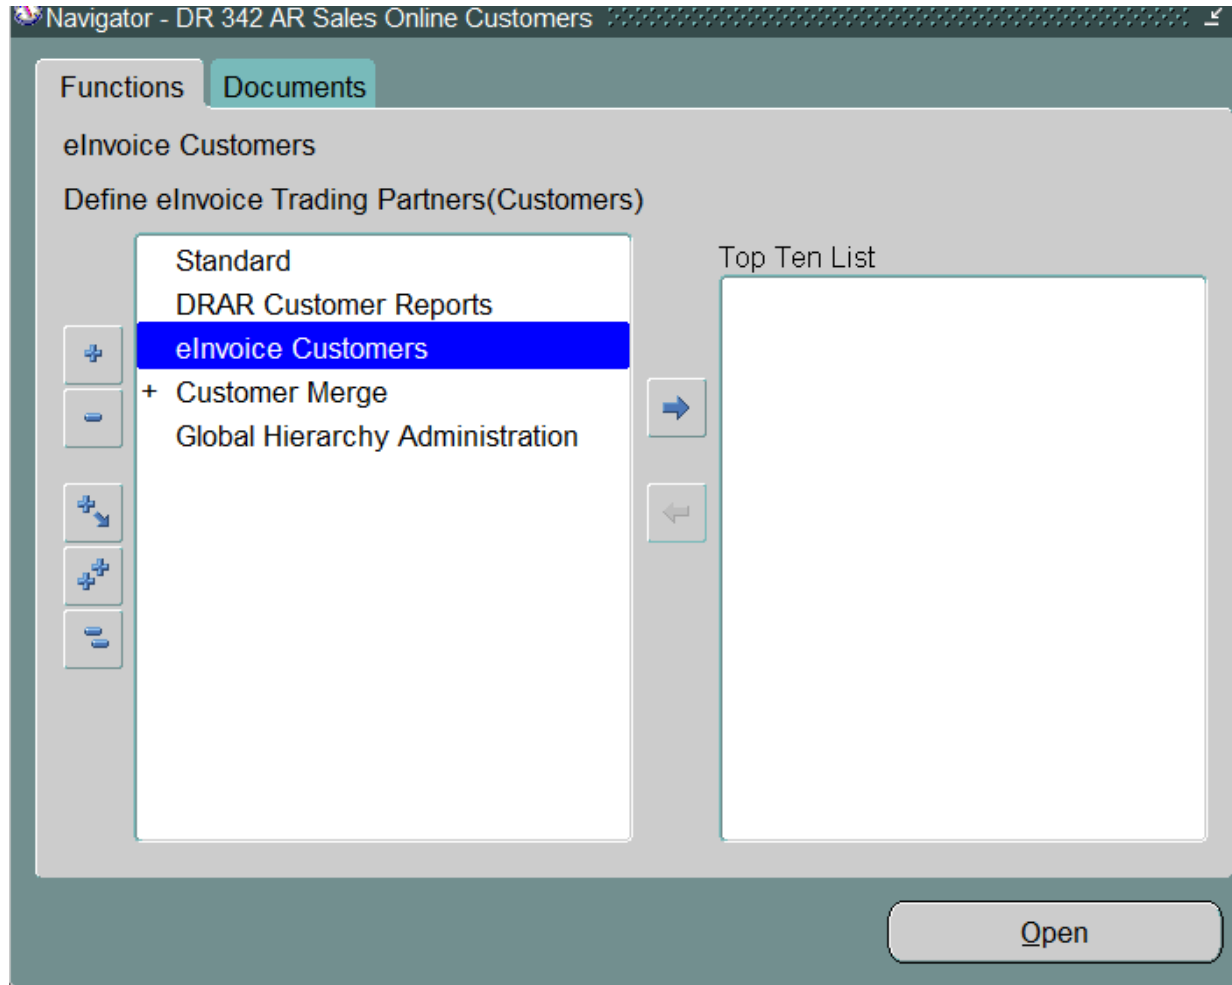 Navigator - DR 342 AR Sales Online Customers
Functions Documents
eInvoice Customers
Define eInvoice Trading Partners(Customers)
Standard
DRAR Customer Reports
eInvoice Customers
+ Customer Merge
Global Hierarchy Administration
Top Ten List
Open